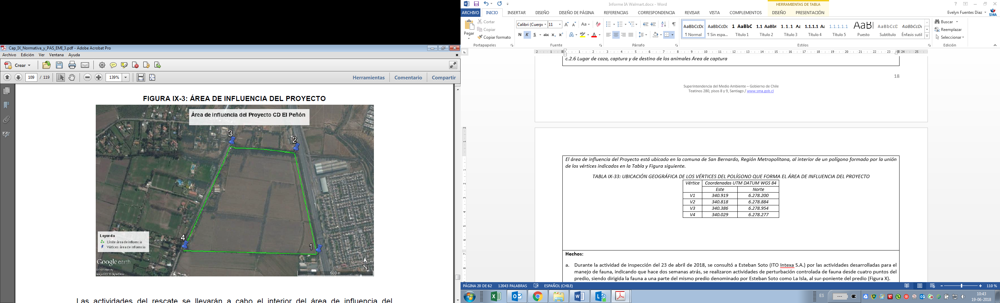 Cap_IX_Normativa_y_PAS_EMI_3.pdf - Adobe Acrobat Pro
Archivo Edición Ver Ventana Ayuda
Crear
109 / 119
139%
Herramientas Comentario Compartir
FIGURA IX-3: ÁREA DE INFLUENCIA DEL PROYECTO
Área de influencia del Proyecto CD El Peñón
3
2
4
1
Leyenda
Límite área de influencia
Vértices área de influencia
Google earth
N
500 m
Las actividades del rescate se llevarán a cabo el interior del área de influencia del
Informe IA Walmart.docx - Word
HERRAMIENTAS DE TABLA
ARCHIVO INICIO INSERTAR DISEÑO DISEÑO DE PÁGINA REFERENCIAS CORRESPONDENCIA REVISAR VISTA COMPLEMENTOS DISEÑO PRESENTACIÓN
Evelyn Fuentes Diaz
SMA
Pegar
Cortar
Copiar
Copiar formato
Portapapeles
Calibri (Cuerp 11
N K S abc x₂ x²
Fuente
Párrafo
AaBbCcDc AaBbCcDc 1 AaBbC 1.1 AaBbC 1.1.1 Aa 1.1.1.1 Aa 1.1.1.1.1 AaBl AaBbCcD AaBbCcDc
¶ Normal ¶ Sin espa... Título 1 Título 2 Título 3 Título 4 Título 5 Puesto Subtítulo Énfasis sutil
Estilos
Buscar
Reemplazar
Seleccionar
Edición
c.2.6 Lugar de caza, captura y de destino de los animales Área de captura
18
Superintendencia del Medio Ambiente – Gobierno de Chile
Teatinos 280, pisos 8 y 9, Santiago / www.sma.gob.cl
El área de influencia del Proyecto está ubicado en la comuna de San Bernardo, Región Metropolitana, al interior de un polígono formado por la unión
de los vértices indicados en la Tabla y Figura siguiente.
TABLA IX-33: UBICACIÓN GEOGRÁFICA DE LOS VÉRTICES DEL POLÍGONO QUE FORMA EL ÁREA DE INFLUENCIA DEL PROYECTO
Vértice Coordenadas UTM DATUM WGS 84
Este Norte
V1 340.919 6.278.200
V2 340.818 6.278.884
V3 340.386 6.278.954
V4 340.029 6.278.277
Hechos:
a. Durante la actividad de inspección del 23 de abril de 2018, se consultó a Esteban Soto (ITO Intexa S.A.) por las actividades desarrolladas para el
manejo de fauna, indicando que hace dos semanas atrás, se realizaron actividades de perturbación controlada de fauna desde cuatro puntos del
predio, siendo dirigida la fauna a una parte del mismo predio denominado por Esteban Soto como La Isla, al sur-poniente del predio (Figura X).
PÁGINA 20 DE 62 12043 PALABRAS ESPAÑOL (CHILE)
110 %
ES
10:43
19-06-2018